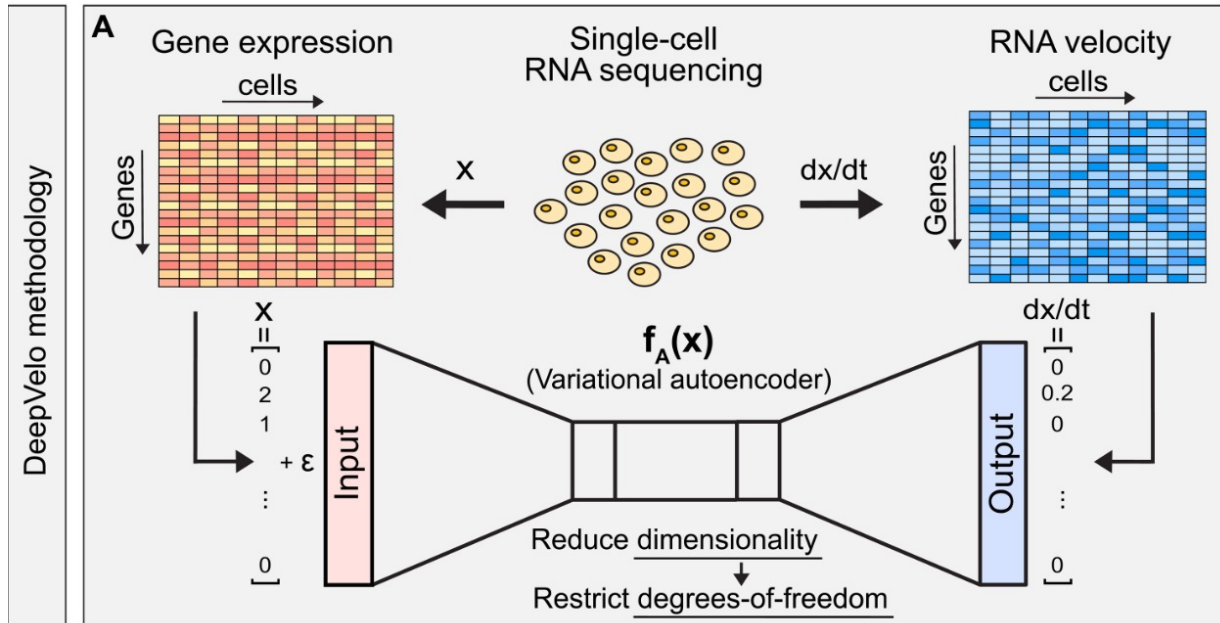 DeepVelo methodology
A
Gene expression
cells
Genes
Single-cell
RNA sequencing
x
dx/dt
RNA velocity
cells
Genes
x
=
[
0
2
1
...
0
]
+ ε
Input
f_A(x)
(Variational autoencoder)
Reduce dimensionality
Restrict degrees-of-freedom
Output
dx/dt
=
[
0
0.2
0
...
0
]